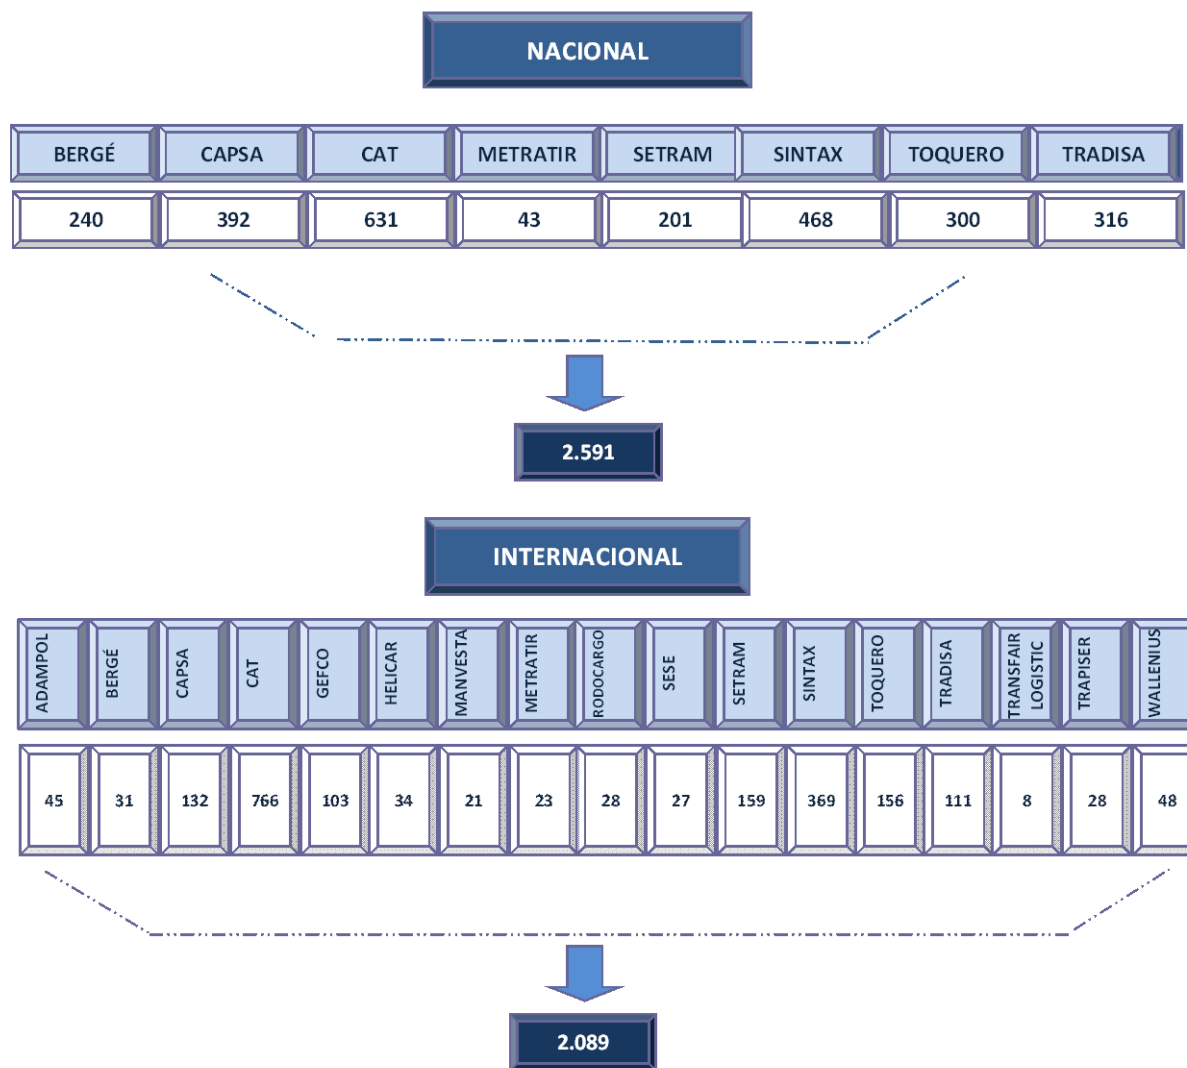 NACIONAL
BERGÉ CAPSA CAT METRATIR SETRAM SINTAX TOQUERO TRADISA
240 392 631 43 201 468 300 316
2.591
INTERNACIONAL
ADAMPOL BERGÉ CAPSA CAT GEFCO HELICAR MANVESTA METRATIR RODOCARGO SESE SETRAM SINTAX TOQUERO TRADISA TRANSFAIR LOGISTIC TRAPISER WALLENIUS
45 31 132 766 103 34 21 23 28 27 159 369 156 111 8 28 48
2.089